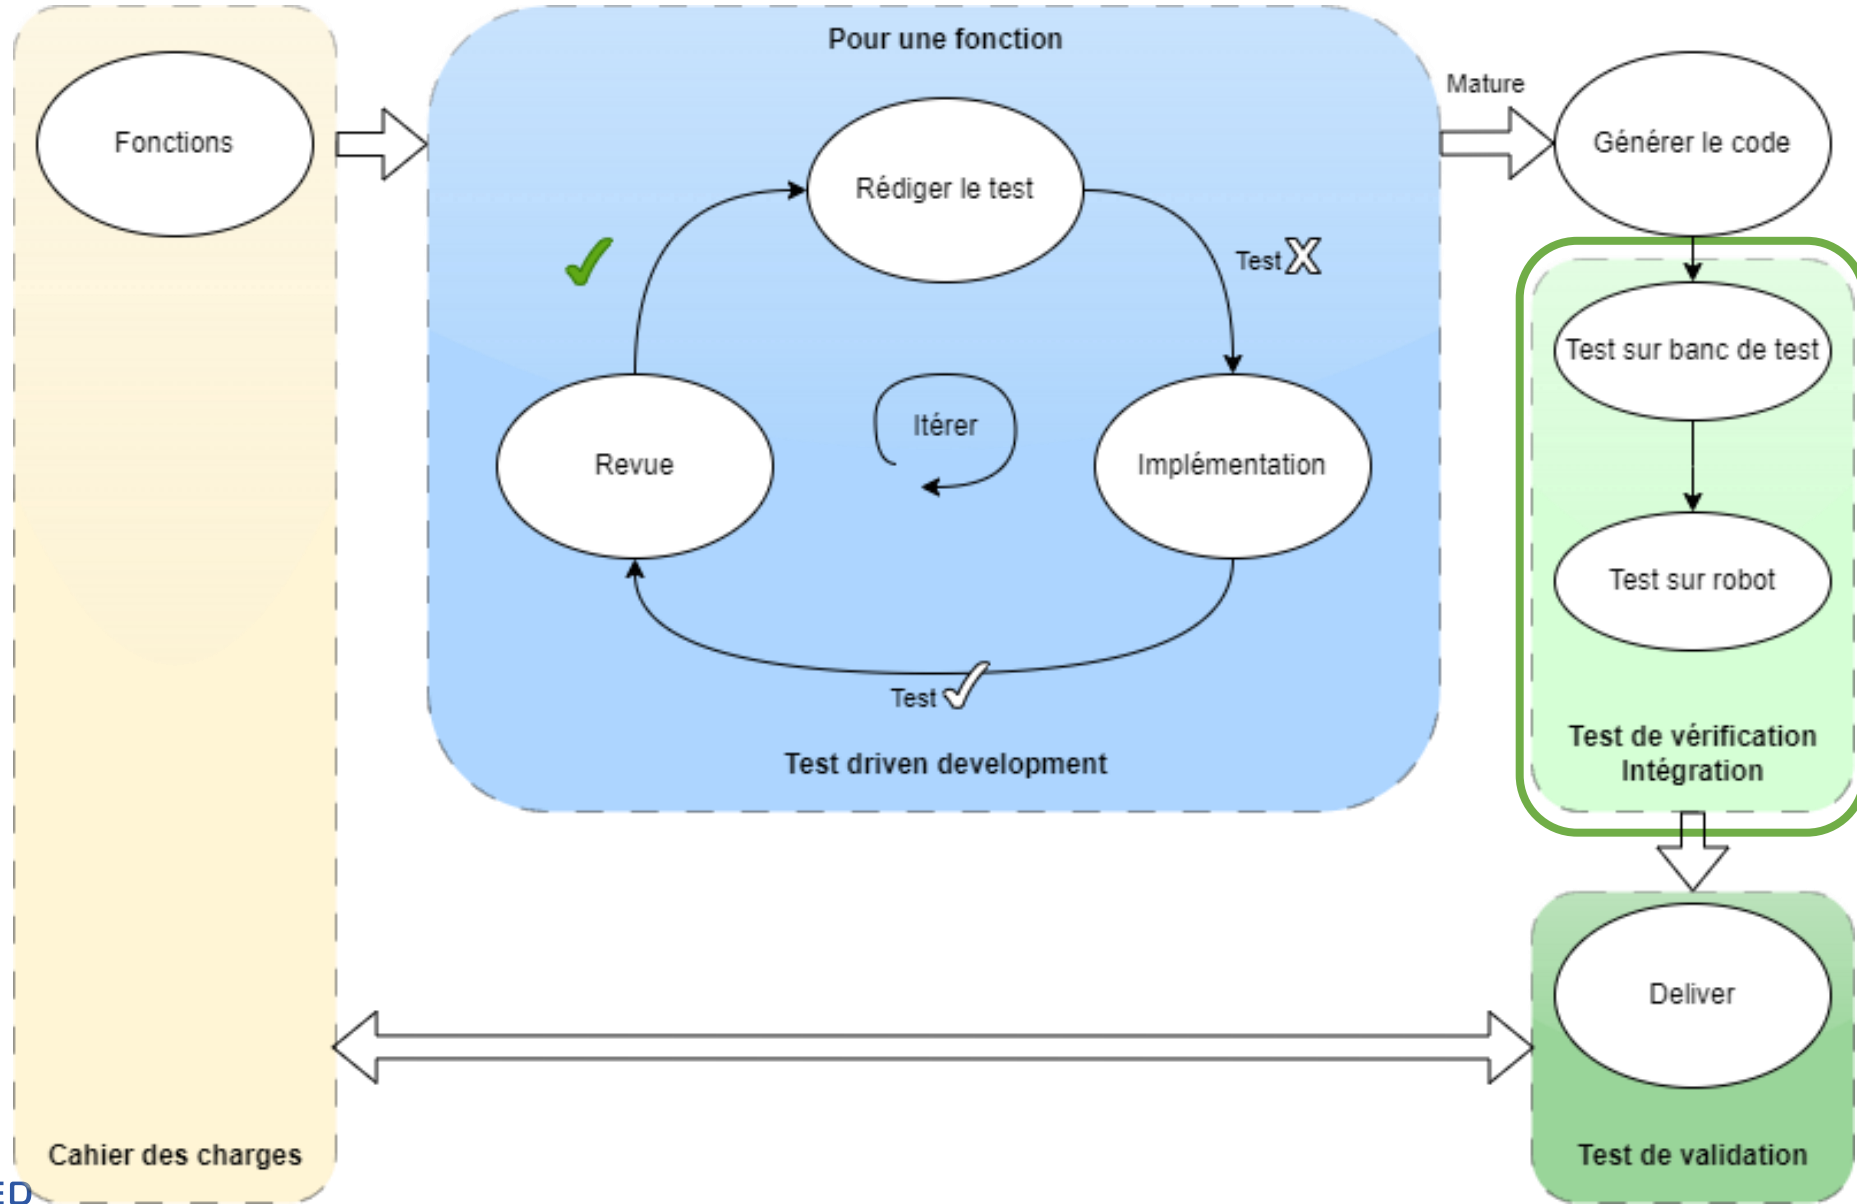 Pour une fonction
Fonctions
Mature
Générer le code
Rédiger le test
Test X
Test sur banc de test
Itérer
Revue
Implémentation
Test sur robot
Test
Test driven development
Test de vérification
Intégration
Deliver
Cahier des charges
Test de validation
ED